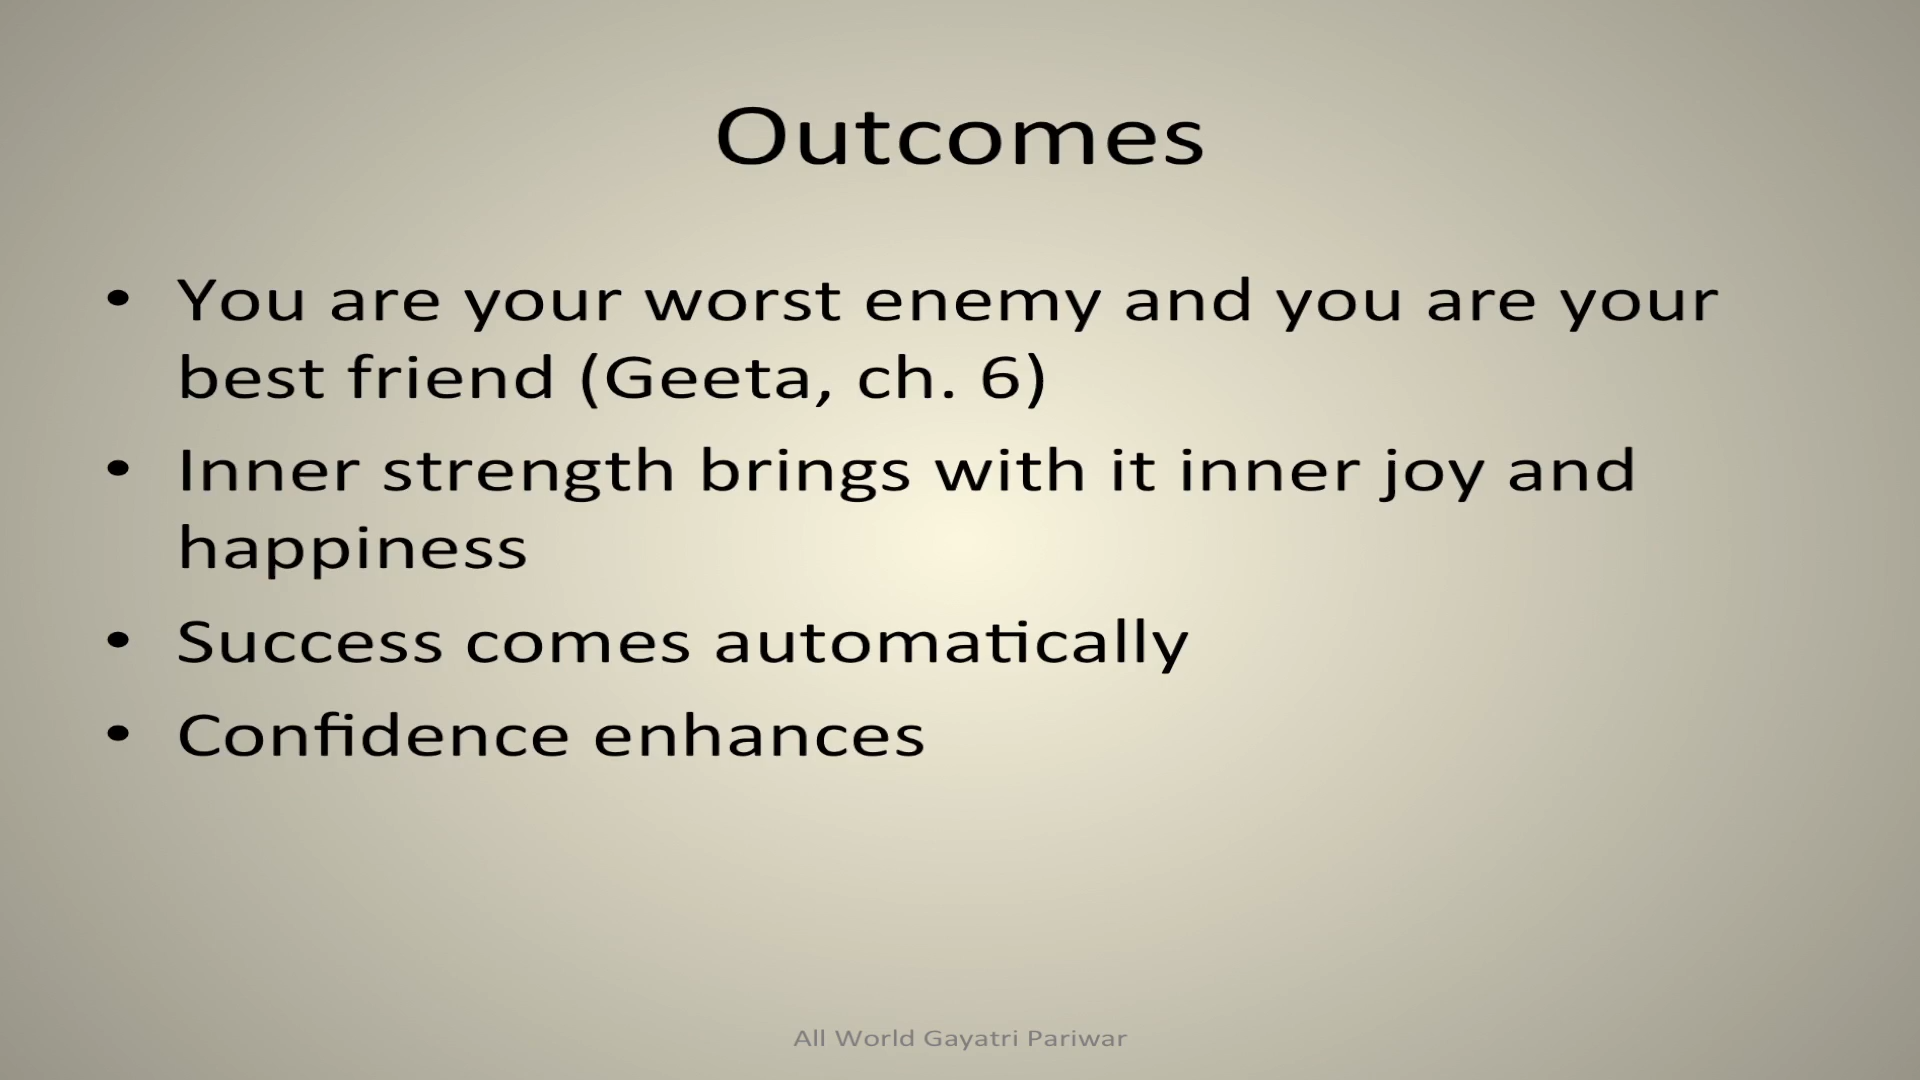 Outcomes
• You are your worst enemy and you are your
best friend (Geeta, ch. 6)
• Inner strength brings with it inner joy and
happiness
• Success comes automatically
• Confidence enhances
All World Gayatri Pariwar